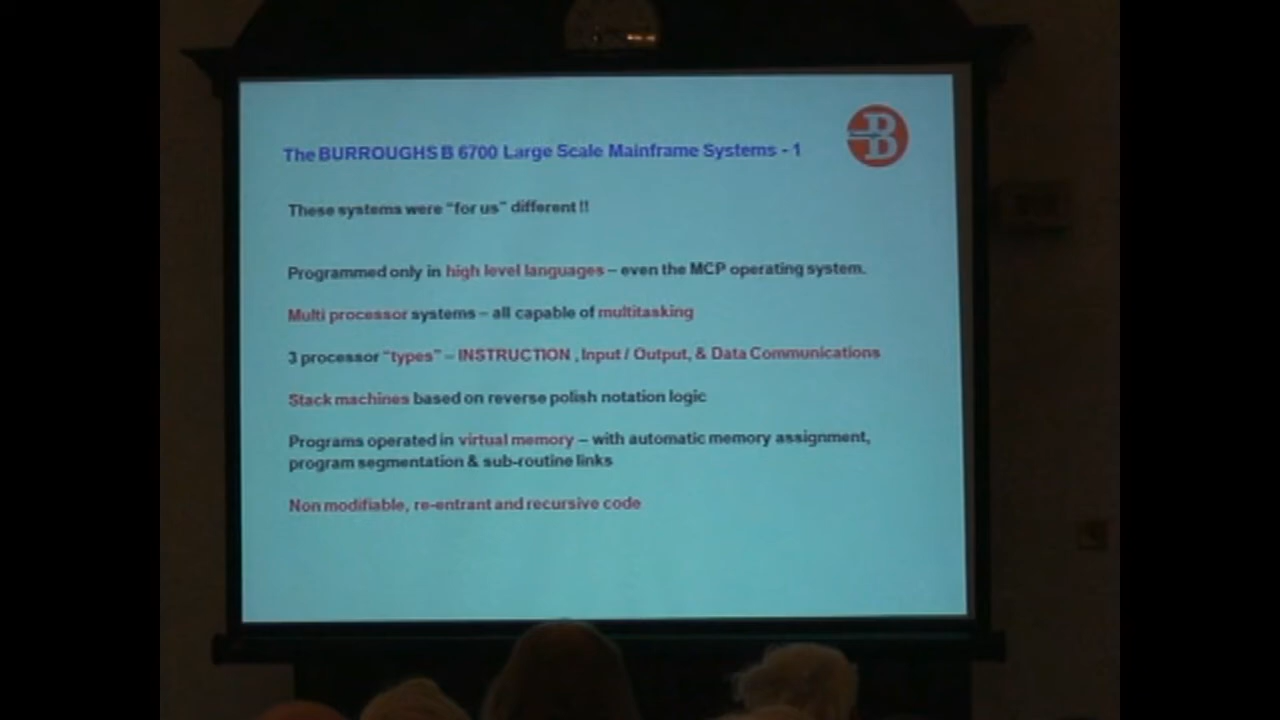 The BURROUGHS B 6700 Large Scale Mainframe Systems - 1
These systems were "for us" different !!
Programmed only in high level languages – even the MCP operating system.
Multi processor systems – all capable of multitasking
3 processor "types" – INSTRUCTION , Input / Output, & Data Communications
Stack machines based on reverse polish notation logic
Programs operated in virtual memory – with automatic memory assignment,
program segmentation & sub-routine links
Non modifiable, re-entrant and recursive code